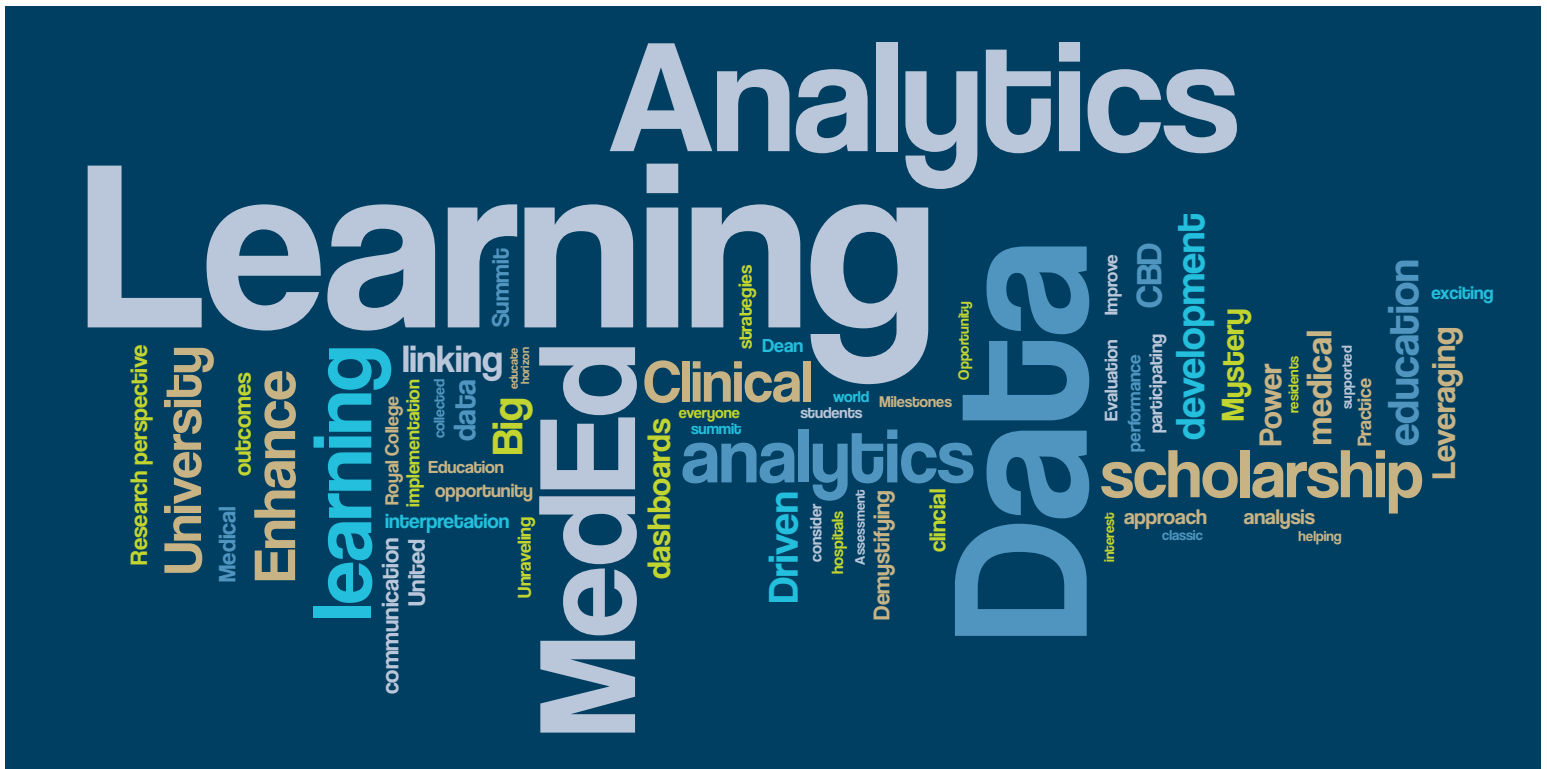 Analytics
Learning
Data
MedEd
Summit
strategies
Dean
Opportunity
Improve
CBD
development
Mystery
education
exciting
Research perspective
University
outcomes
Medical
Enhance
learning
linking
educate
horizon
Royal College
implementation
collected
data
Big
Education
opportunity
interpretation
communication
United
Unraveling
Clinical
world
everyone
students
Milestones
summit
dashboards
analytics
Driven
consider
hospitals
Assessment
Demystifying
clincial
Evaluation
performance
participating
Power
residents
medical
supported
Practice
Leveraging
scholarship
interest
approach
classic
analysis
helping